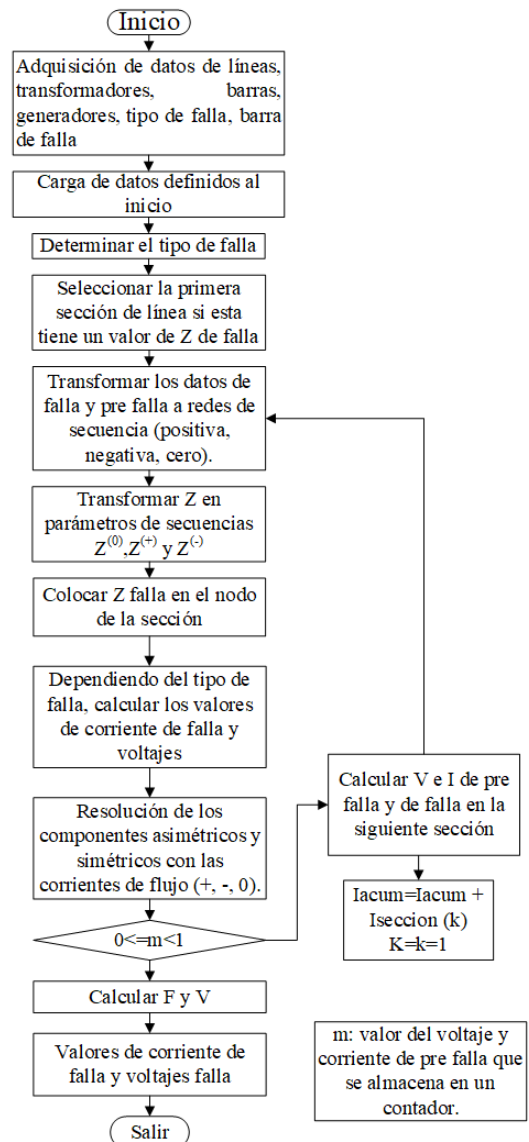 Inicio
Adquisición de datos de líneas,
transformadores, barras,
generadores, tipo de falla, barra
de falla
Carga de datos definidos al
inicio
Determinar el tipo de falla
Seleccionar la primera
sección de línea si esta
tiene un valor de Z de falla
Transformar los datos de
falla y pre falla a redes de
secuencia (positiva,
negativa, cero).
Transformar Z en
parámetros de secuencias
Z(0),Z(+) y Z(-)
Colocar Z falla en el nodo
de la sección
Dependiendo del tipo de
falla, calcular los valores
de corriente de falla y
voltajes
Resolución de los
componentes asimétricos y
simétricos con las
corrientes de flujo (+, -, 0).
0<=m<1
Calcular V e I de pre
falla y de falla en la
siguiente sección
Iacum=Iacum +
Iseccion (k)
K=k=1
Calcular F y V
Valores de corriente de
falla y voltajes falla
Salir
m: valor del voltaje y
corriente de pre falla que
se almacena en un
contador.